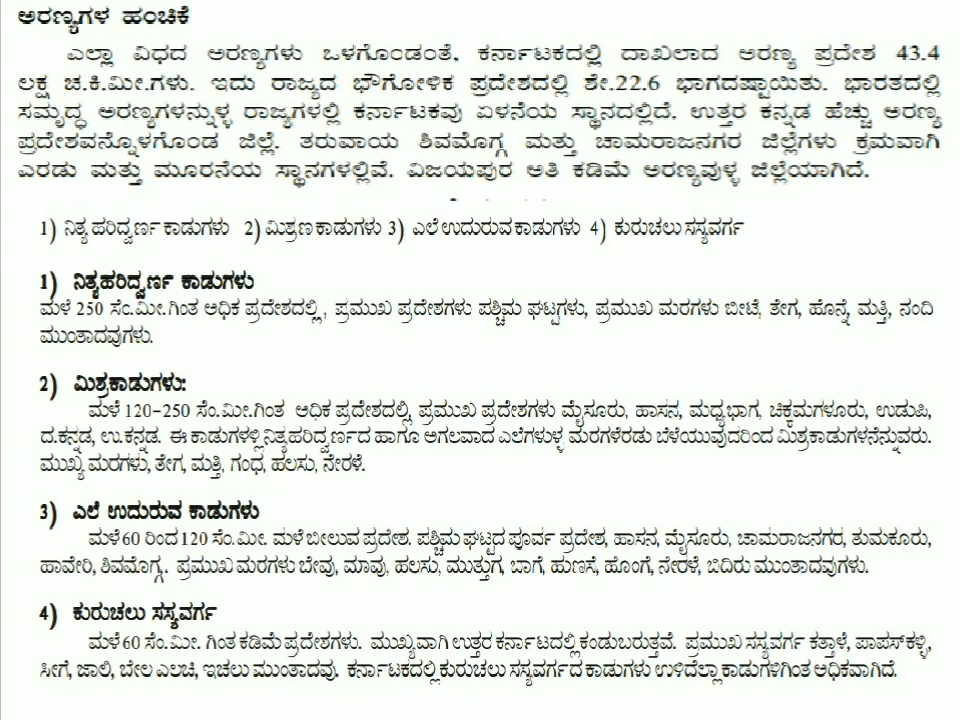 ಅರಣ್ಯಗಳ ಹಂಚಿಕೆ
ಎಲ್ಲಾ ವಿಧದ ಅರಣ್ಯಗಳು ಒಳಗೊಂಡಂತೆ, ಕರ್ನಾಟಕದಲ್ಲಿ ದಾಖಲಾದ ಅರಣ್ಯ ಪ್ರದೇಶ 43.4
ಲಕ್ಷ ಚ.ಕಿ.ಮೀ.ಗಳು. ಇದು ರಾಜ್ಯದ ಭೌಗೋಳಿಕ ಪ್ರದೇಶದಲ್ಲಿ ಶೇ.22.6 ಭಾಗದಷ್ಟಾಯಿತು. ಭಾರತದಲ್ಲಿ
ಸಮೃದ್ಧ ಅರಣ್ಯಗಳನ್ನುಳ್ಳ ರಾಜ್ಯಗಳಲ್ಲಿ ಕರ್ನಾಟಕವು ಏಳನೆಯ ಸ್ಥಾನದಲ್ಲಿದೆ. ಉತ್ತರ ಕನ್ನಡ ಹೆಚ್ಚು ಅರಣ್ಯ
ಪ್ರದೇಶವನ್ನೊಳಗೊಂಡ ಜಿಲ್ಲೆ. ತರುವಾಯ ಶಿವಮೊಗ್ಗ ಮತ್ತು ಚಾಮರಾಜನಗರ ಜಿಲ್ಲೆಗಳು ಕ್ರಮವಾಗಿ
ಎರಡು ಮತ್ತು ಮೂರನೆಯ ಸ್ಥಾನಗಳಲ್ಲಿವೆ. ವಿಜಯಪುರ ಅತಿ ಕಡಿಮೆ ಅರಣ್ಯವುಳ್ಳ ಜಿಲ್ಲೆಯಾಗಿದೆ.
1) ನಿತ್ಯ ಹರಿದ್ವರ್ಣ ಕಾಡುಗಳು 2) ಮಿಶ್ರಣ ಕಾಡುಗಳು 3) ಎಲೆ ಉದುರುವ ಕಾಡುಗಳು 4) ಕುರುಚಲು ಸಸ್ಯವರ್ಗ
1) ನಿತ್ಯಹರಿದ್ವರ್ಣ ಕಾಡುಗಳು
ಮಳೆ 250 ಸೆಂ.ಮೀ.ಗಿಂತ ಅಧಿಕ ಪ್ರದೇಶದಲ್ಲಿ, ಪ್ರಮುಖ ಪ್ರದೇಶಗಳು ಪಶ್ಚಿಮ ಘಟ್ಟಗಳು, ಪ್ರಮುಖ ಮರಗಳು ಬೀಟೆ, ತೇಗ, ಹೊನ್ನೆ, ಮತ್ತಿ, ನಂದಿ
ಮುಂತಾದವುಗಳು.
2) ಮಿಶ್ರಕಾಡುಗಳು:
ಮಳೆ 120-250 ಸೆಂ.ಮೀ.ಗಿಂತ ಅಧಿಕ ಪ್ರದೇಶದಲ್ಲಿ, ಪ್ರಮುಖ ಪ್ರದೇಶಗಳು ಮೈಸೂರು, ಹಾಸನ, ಮಧ್ಯಭಾಗ, ಚಿಕ್ಕಮಗಳೂರು, ಉಡುಪಿ,
ದ.ಕನ್ನಡ, ಉ.ಕನ್ನಡ. ಈ ಕಾಡುಗಳಲ್ಲಿ ನಿತ್ಯಹರಿದ್ವರ್ಣದ ಹಾಗೂ ಅಗಲವಾದ ಎಲೆಗಳುಳ್ಳ ಮರಗಳೆರಡು ಬೆಳೆಯುವುದರಿಂದ ಮಿಶ್ರಕಾಡುಗಳನೆನ್ನುವರು.
ಮುಖ್ಯ ಮರಗಳು, ತೇಗ, ಮತ್ತಿ, ಗಂಧ, ಹಲಸು, ನೇರಳೆ.
3) ಎಲೆ ಉದುರುವ ಕಾಡುಗಳು
ಮಳೆ 60 ರಿಂದ 120 ಸೆಂ.ಮೀ. ಮಳೆ ಬೀಲುವ ಪ್ರದೇಶ. ಪಶ್ಚಿಮ ಘಟ್ಟದ ಪೂರ್ವ ಪ್ರದೇಶ, ಹಾಸನ, ಮೈಸೂರು, ಚಾಮರಾಜನಗರ, ತುಮಕೂರು,
ಹಾವೇರಿ, ಶಿವಮೊಗ್ಗ. ಪ್ರಮುಖ ಮರಗಳು ಬೇವು, ಮಾವು, ಹಲಸು, ಮುತ್ತುಗ, ಬಾಗೆ, ಹುಣಸೆ, ಹೊಂಗೆ, ನೇರಳೆ, ಬಿದಿರು ಮುಂತಾದವುಗಳು.
4) ಕುರುಚಲು ಸಸ್ಯವರ್ಗ
ಮಳೆ 60 ಸೆಂ.ಮೀ. ಗಿಂತ ಕಡಿಮೆ ಪ್ರದೇಶಗಳು. ಮುಖ್ಯವಾಗಿ ಉತ್ತರ ಕರ್ನಾಟದಲ್ಲಿ ಕಂಡುಬರುತ್ತವೆ. ಪ್ರಮುಖ ಸಸ್ಯವರ್ಗ ಕತ್ತಾಳೆ, ಪಾಪಸ್‌ಕಳ್ಳಿ,
ಸೀಗೆ, ಜಾಲಿ, ಬೇಲ ಎಲಚಿ, ಇಚಲು ಮುಂತಾದವು. ಕರ್ನಾಟಕದಲ್ಲಿ ಕುರುಚಲು ಸಸ್ಯವರ್ಗದ ಕಾಡುಗಳು ಉಳಿದೆಲ್ಲಾ ಕಾಡುಗಳಿಗಿಂತ ಅಧಿಕವಾಗಿದೆ.